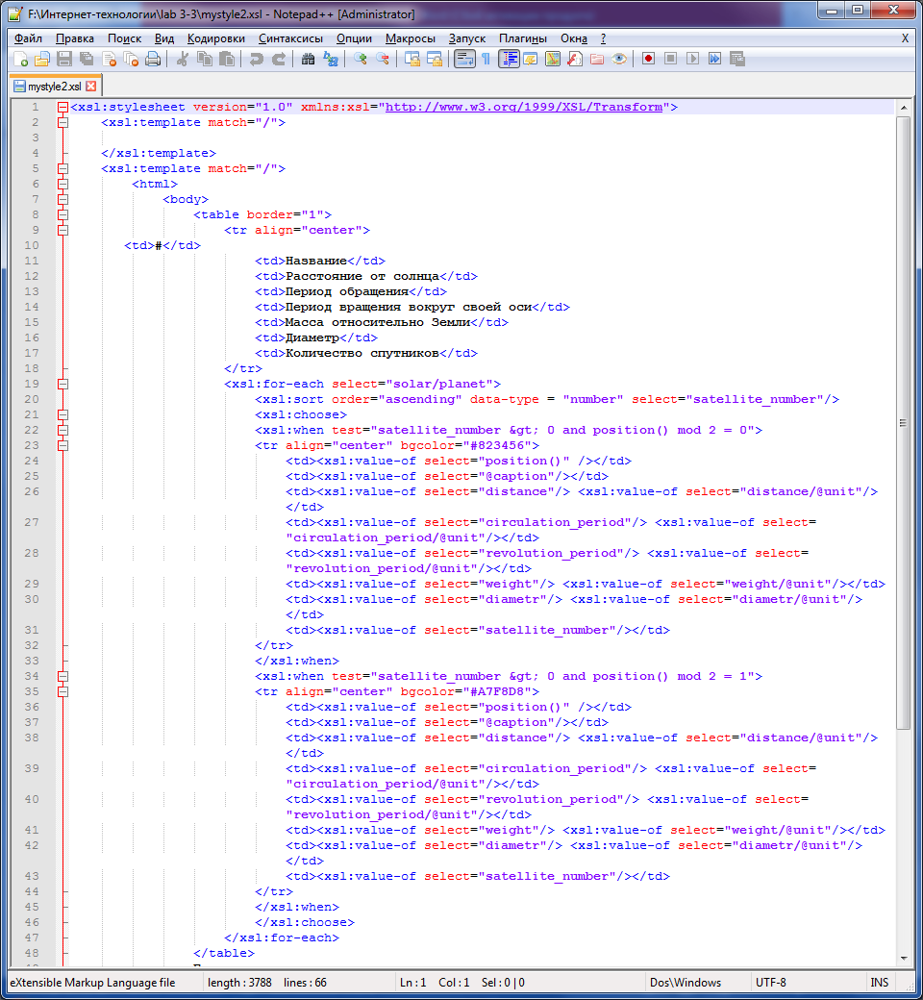 F:\Интернет-технологии\lab 3-3\mystyle2.xsl - Notepad++ [Administrator]
Файл Правка Поиск Вид Кодировки Синтаксисы Опции Макросы Запуск Плагины Окна ? X
mystyle2.xsl
1 <xsl:stylesheet version="1.0" xmlns:xsl="http://www.w3.org/1999/XSL/Transform">
2 <xsl:template match="/">
3
4 </xsl:template>
5 <xsl:template match="/">
6 <html>
7 <body>
8 <table border="1">
9 <tr align="center">
10 <td>#</td>
11 <td>Название</td>
12 <td>Расстояние от солнца</td>
13 <td>Период обращения</td>
14 <td>Период вращения вокруг своей оси</td>
15 <td>Масса относительно Земли</td>
16 <td>Диаметр</td>
17 <td>Количество спутников</td>
18 </tr>
19 <xsl:for-each select="solar/planet">
20 <xsl:sort order="ascending" data-type = "number" select="satellite_number"/>
21 <xsl:choose>
22 <xsl:when test="satellite_number &gt; 0 and position() mod 2 = 0">
23 <tr align="center" bgcolor="#823456">
24 <td><xsl:value-of select="position()" /></td>
25 <td><xsl:value-of select="@caption"/></td>
26 <td><xsl:value-of select="distance"/> <xsl:value-of select="distance/@unit"/>
</td>
27 <td><xsl:value-of select="circulation_period"/> <xsl:value-of select=
"circulation_period/@unit"/></td>
28 <td><xsl:value-of select="revolution_period"/> <xsl:value-of select=
"revolution_period/@unit"/></td>
29 <td><xsl:value-of select="weight"/> <xsl:value-of select="weight/@unit"/></td>
30 <td><xsl:value-of select="diametr"/> <xsl:value-of select="diametr/@unit"/>
</td>
31 <td><xsl:value-of select="satellite_number"/></td>
32 </tr>
33 </xsl:when>
34 <xsl:when test="satellite_number &gt; 0 and position() mod 2 = 1">
35 <tr align="center" bgcolor="#A7F8D8">
36 <td><xsl:value-of select="position()" /></td>
37 <td><xsl:value-of select="@caption"/></td>
38 <td><xsl:value-of select="distance"/> <xsl:value-of select="distance/@unit"/>
</td>
39 <td><xsl:value-of select="circulation_period"/> <xsl:value-of select=
"circulation_period/@unit"/></td>
40 <td><xsl:value-of select="revolution_period"/> <xsl:value-of select=
"revolution_period/@unit"/></td>
41 <td><xsl:value-of select="weight"/> <xsl:value-of select="weight/@unit"/></td>
42 <td><xsl:value-of select="diametr"/> <xsl:value-of select="diametr/@unit"/>
</td>
43 <td><xsl:value-of select="satellite_number"/></td>
44 </tr>
45 </xsl:when>
46 </xsl:choose>
47 </xsl:for-each>
48 </table>
eXtensible Markup Language file length : 3788 lines : 66 Ln : 1 Col : 1 Sel : 0 | 0 Dos\Windows UTF-8 INS